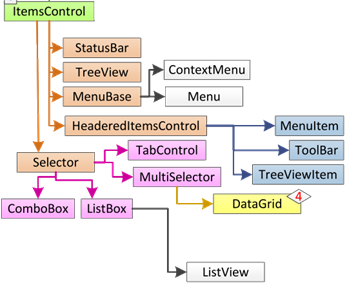 ItemsControl
StatusBar
TreeView
ContextMenu
MenuBase
Menu
HeaderedItemsControl
MenuItem
ToolBar
TabControl
Selector
MultiSelector
TreeViewItem
4
ComboBox
ListBox
DataGrid
ListView